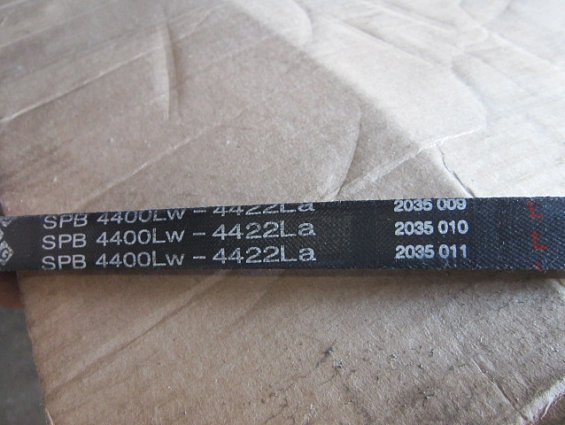 SPB 4400Lw - 4422La 2035 009
SPB 4400Lw - 4422La 2035 010
SPB 4400Lw - 4422La 2035 011